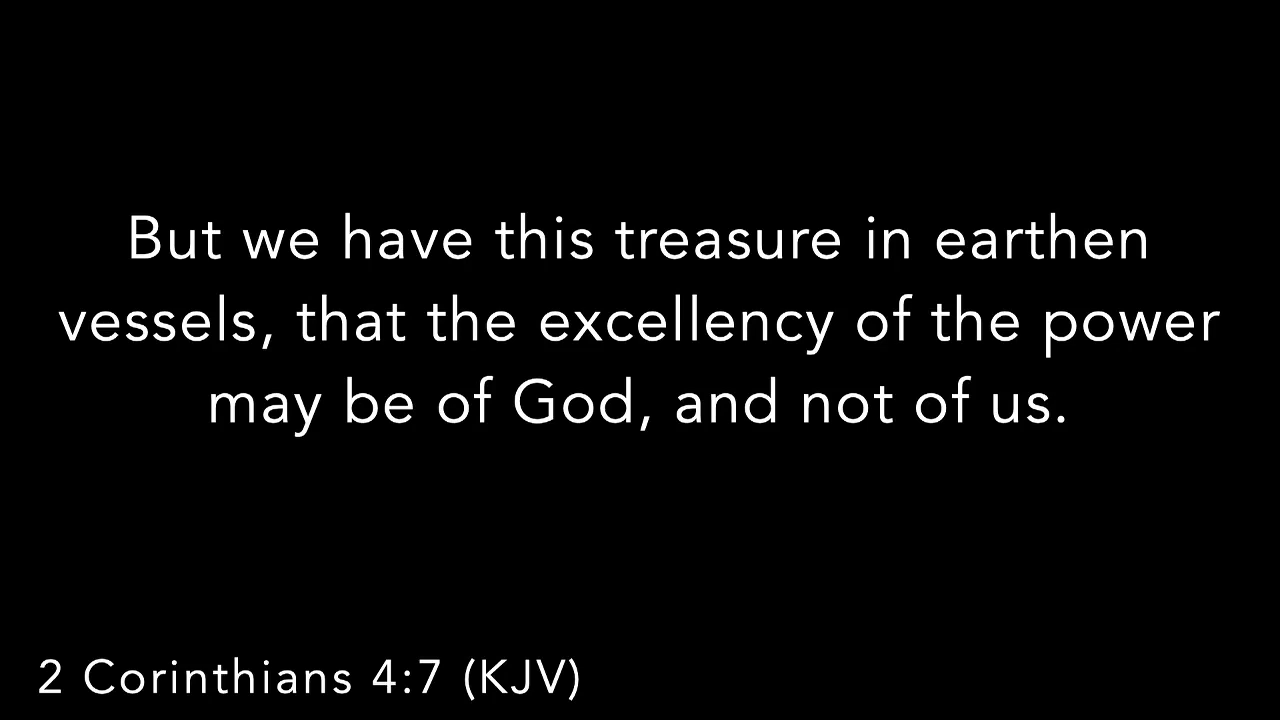 But we have this treasure in earthen
vessels, that the excellency of the power
may be of God, and not of us.
2 Corinthians 4:7 (KJV)